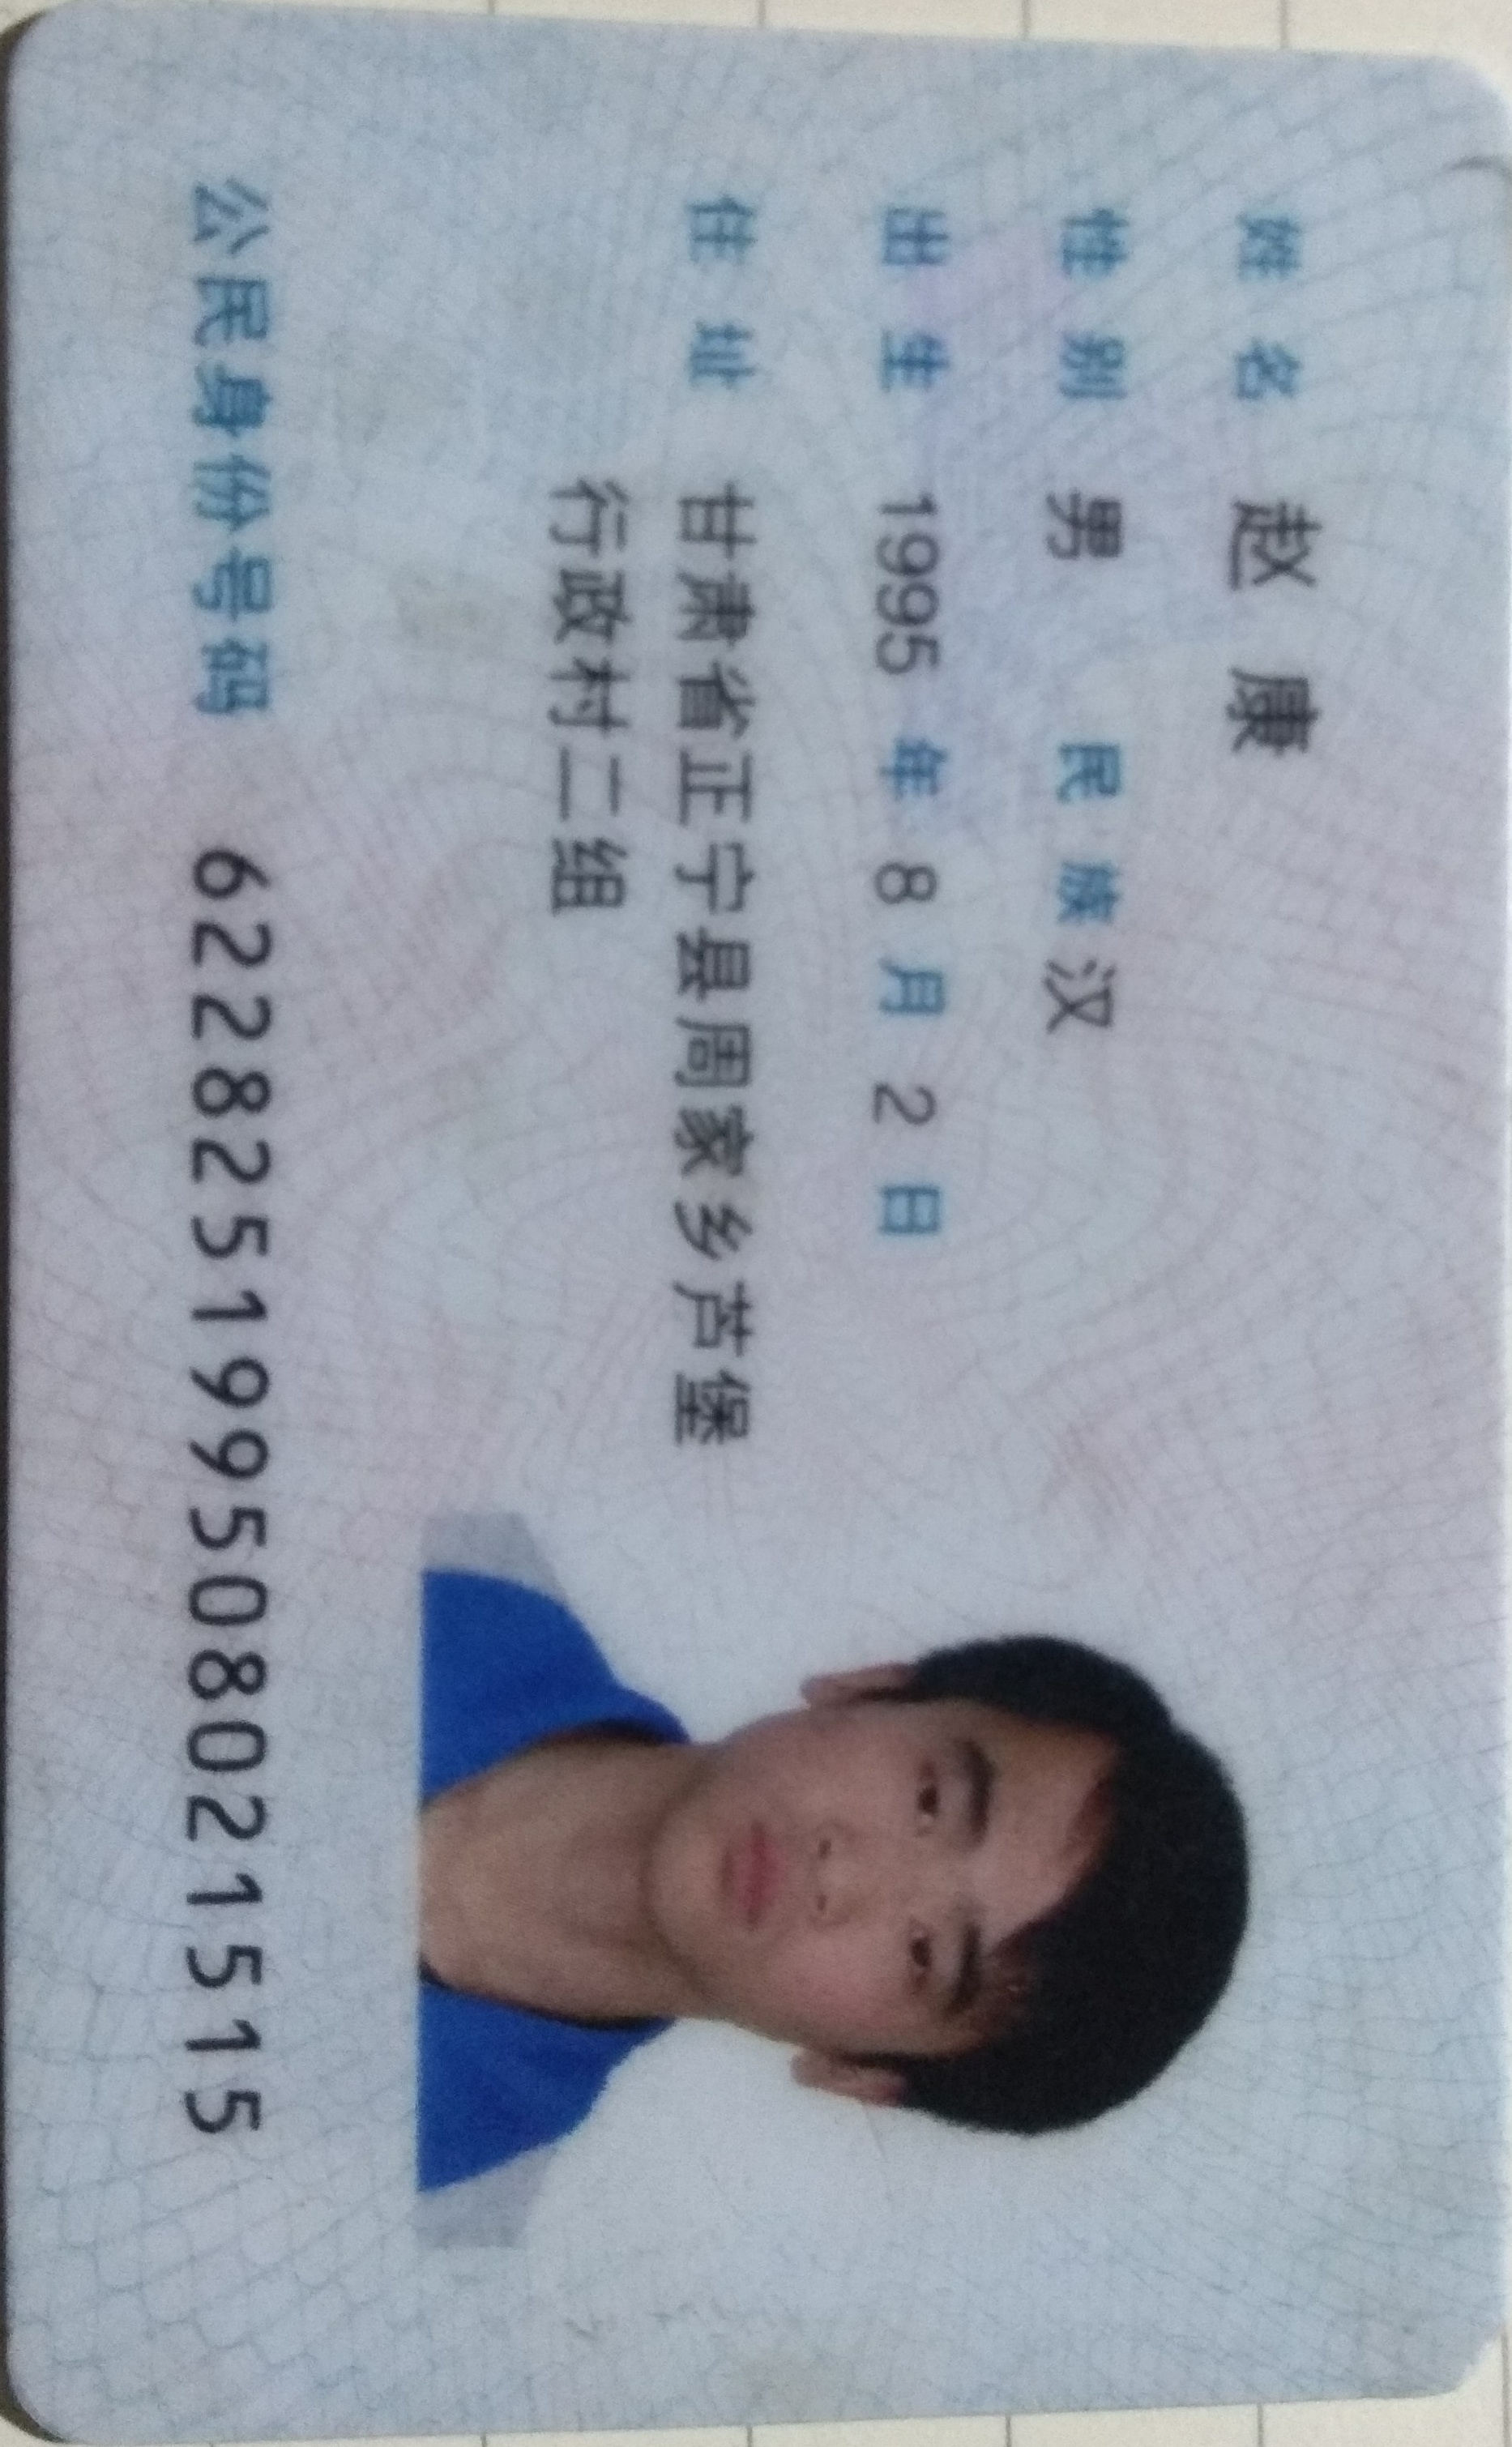 姓名 赵康
性别 男 民族 汉
出生 1995 年 8 月 2 日
住址 甘肃省正宁县周家乡芦堡
行政村二组
公民身份号码 622825199508021515